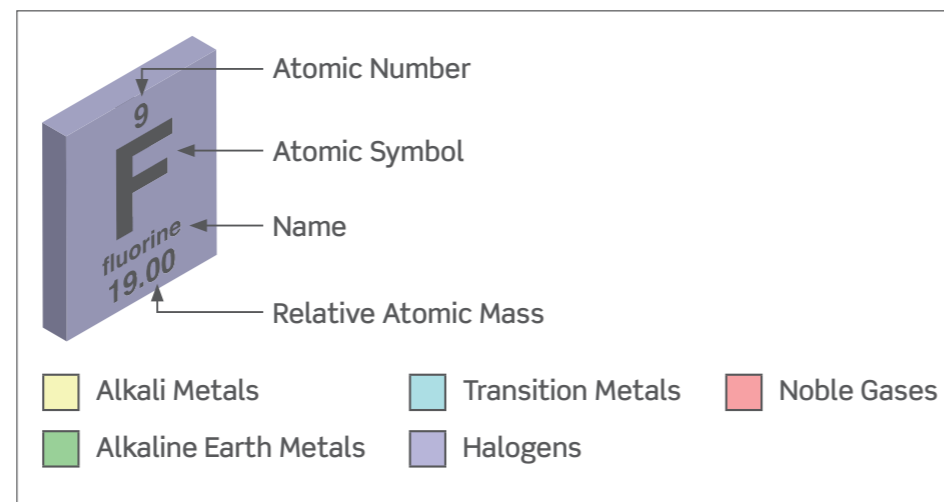 9
F
fluorine
19.00
Atomic Number
Atomic Symbol
Name
Relative Atomic Mass
Alkali Metals
Transition Metals
Noble Gases
Alkaline Earth Metals
Halogens